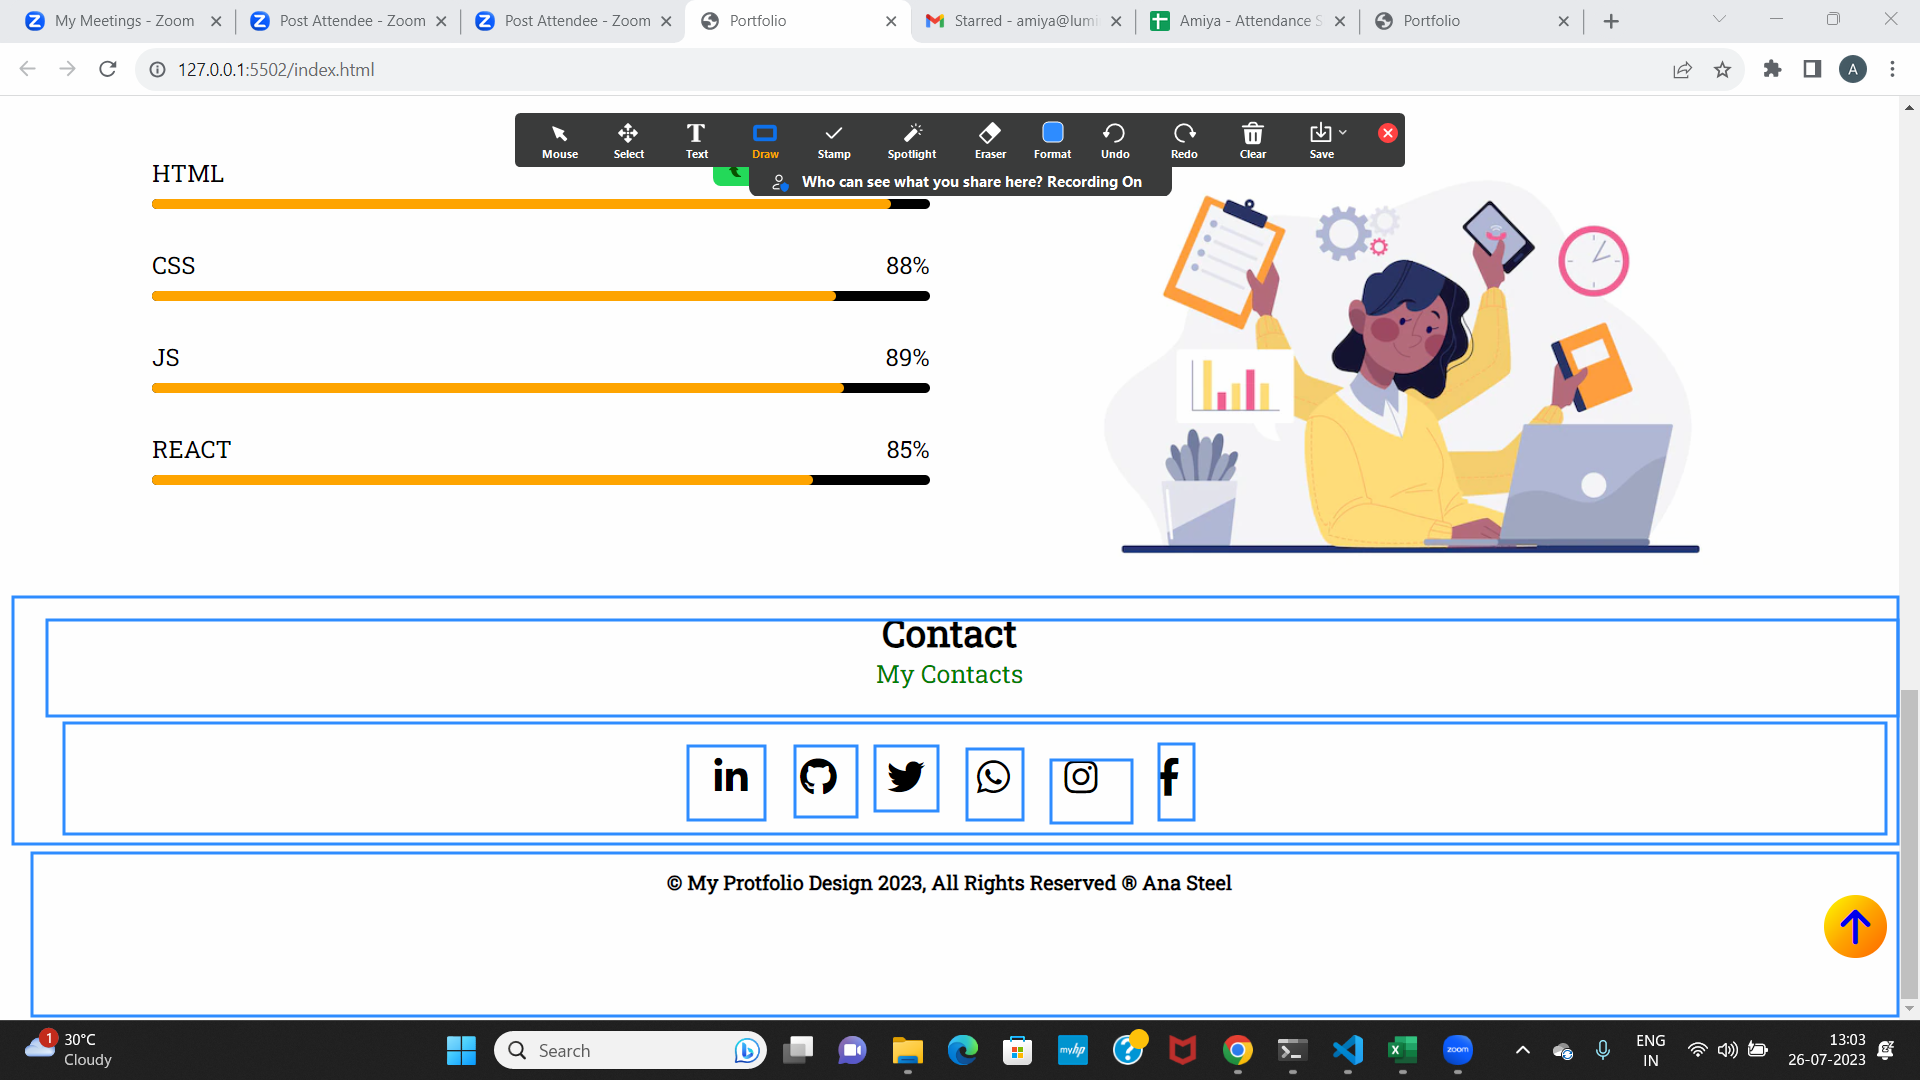 My Meetings - Zoom
Post Attendee - Zoom
Post Attendee - Zoom
Portfolio
Starred - amiya@lumi
Amiya - Attendance S
Portfolio
127.0.0.1:5502/index.html
A
Mouse
Select
Text
Draw
Stamp
Spotlight
Eraser
Format
Undo
Redo
Clear
Save
Who can see what you share here? Recording On
HTML
CSS 88%
JS 89%
REACT 85%
Contact
My Contacts
© My Protfolio Design 2023, All Rights Reserved ® Ana Steel
1
30°C
Cloudy
Search
myhp
zoom
ENG
IN
13:03
26-07-2023